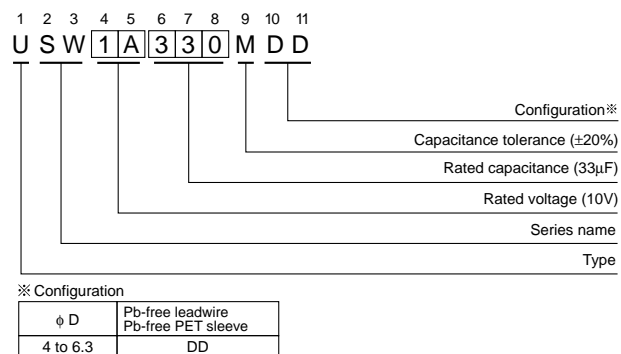 1 2 3 4 5 6 7 8 9 10 11
U S W 1 A 3 3 0 M D D
Configuration※
Capacitance tolerance (±20%)
Rated capacitance (33µF)
Rated voltage (10V)
Series name
Type
※ Configuration
ϕ D
Pb-free leadwire
Pb-free PET sleeve
4 to 6.3 DD